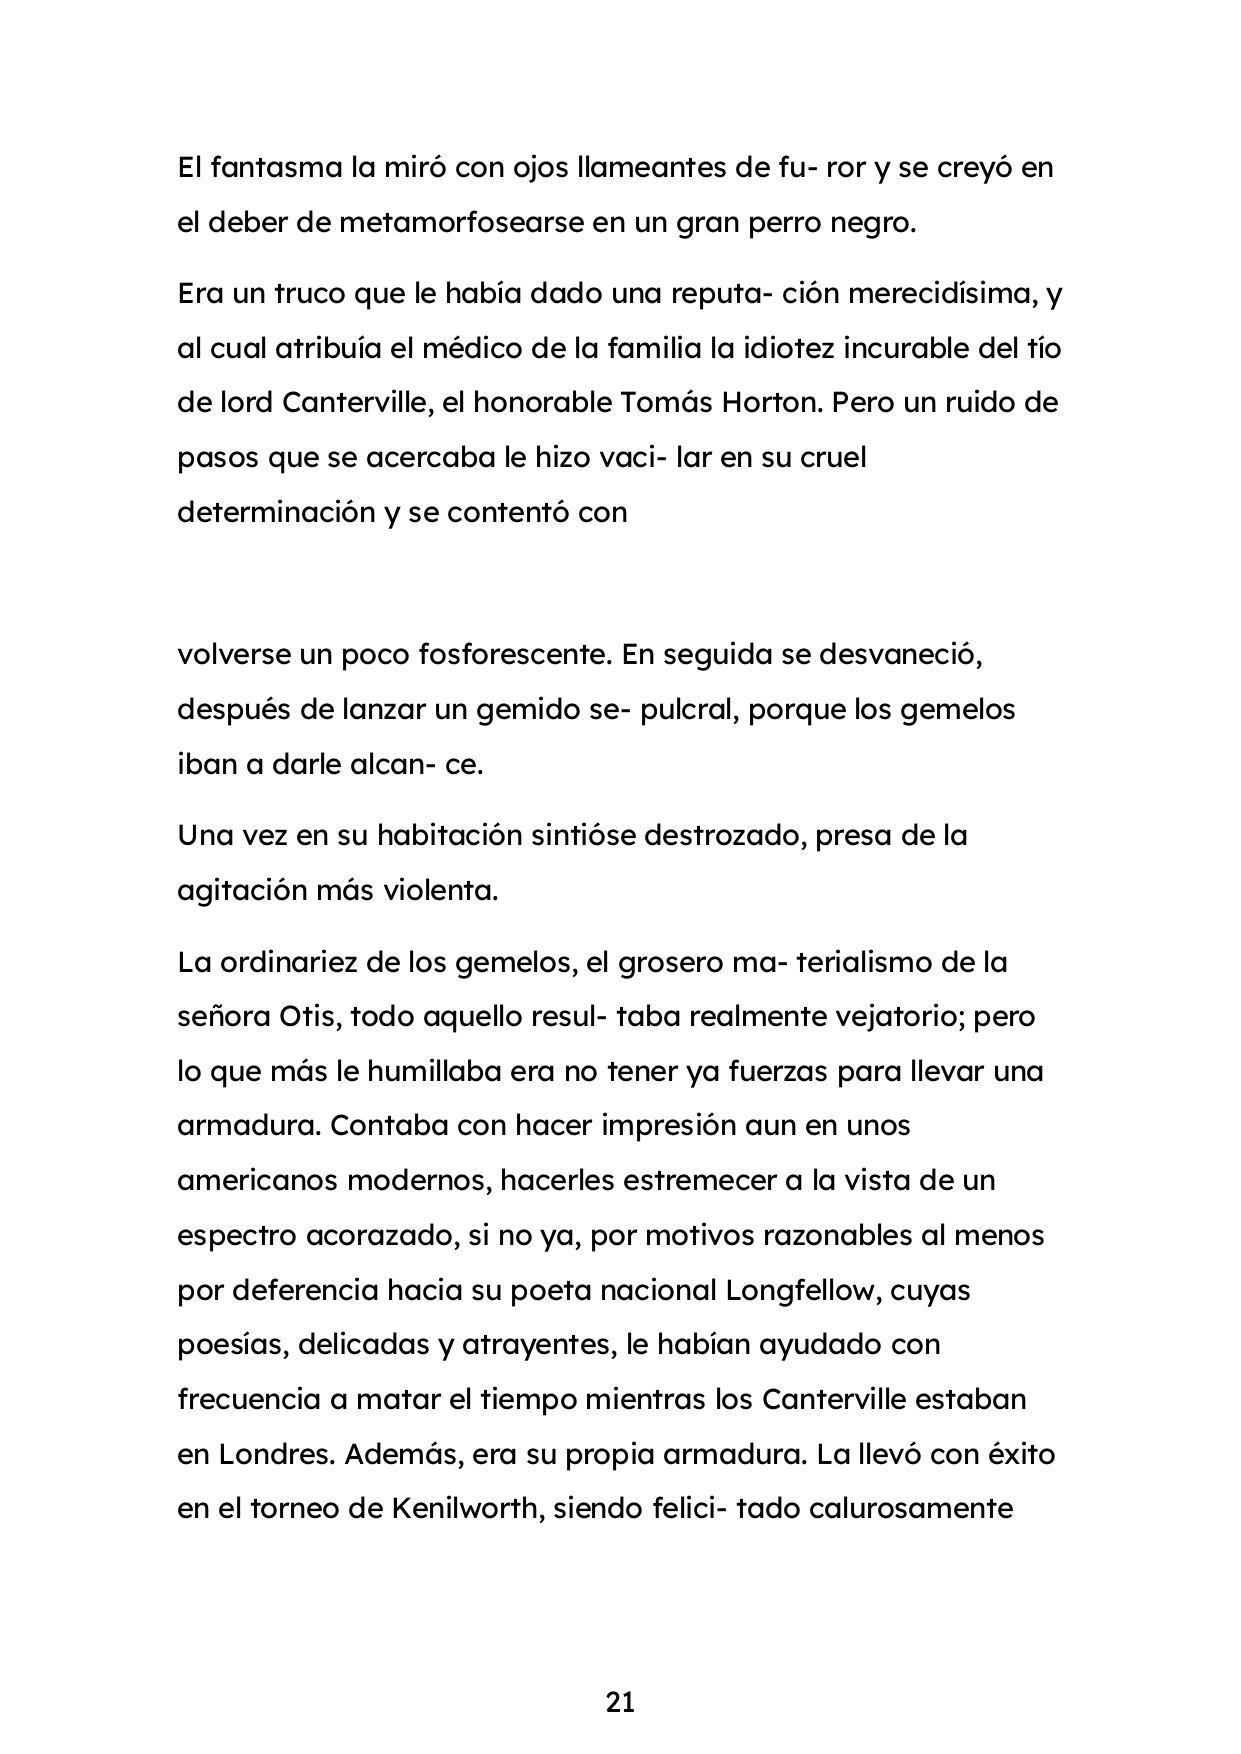 El fantasma la miró con ojos llameantes de fu- ror y se creyó en
el deber de metamorfosearse en un gran perro negro.
Era un truco que le había dado una reputa- ción merecidísima, y
al cual atribuía el médico de la familia la idiotez incurable del tío
de lord Canterville, el honorable Tomás Horton. Pero un ruido de
pasos que se acercaba le hizo vaci- lar en su cruel
determinación y se contentó con
volverse un poco fosforescente. En seguida se desvaneció,
después de lanzar un gemido se- pulcral, porque los gemelos
iban a darle alcan- ce.
Una vez en su habitación sintióse destrozado, presa de la
agitación más violenta.
La ordinariez de los gemelos, el grosero ma- terialismo de la
señora Otis, todo aquello resul- taba realmente vejatorio; pero
lo que más le humillaba era no tener ya fuerzas para llevar una
armadura. Contaba con hacer impresión aun en unos
americanos modernos, hacerles estremecer a la vista de un
espectro acorazado, si no ya, por motivos razonables al menos
por deferencia hacia su poeta nacional Longfellow, cuyas
poesías, delicadas y atrayentes, le habían ayudado con
frecuencia a matar el tiempo mientras los Canterville estaban
en Londres. Además, era su propia armadura. La llevó con éxito
en el torneo de Kenilworth, siendo felici- tado calurosamente
21